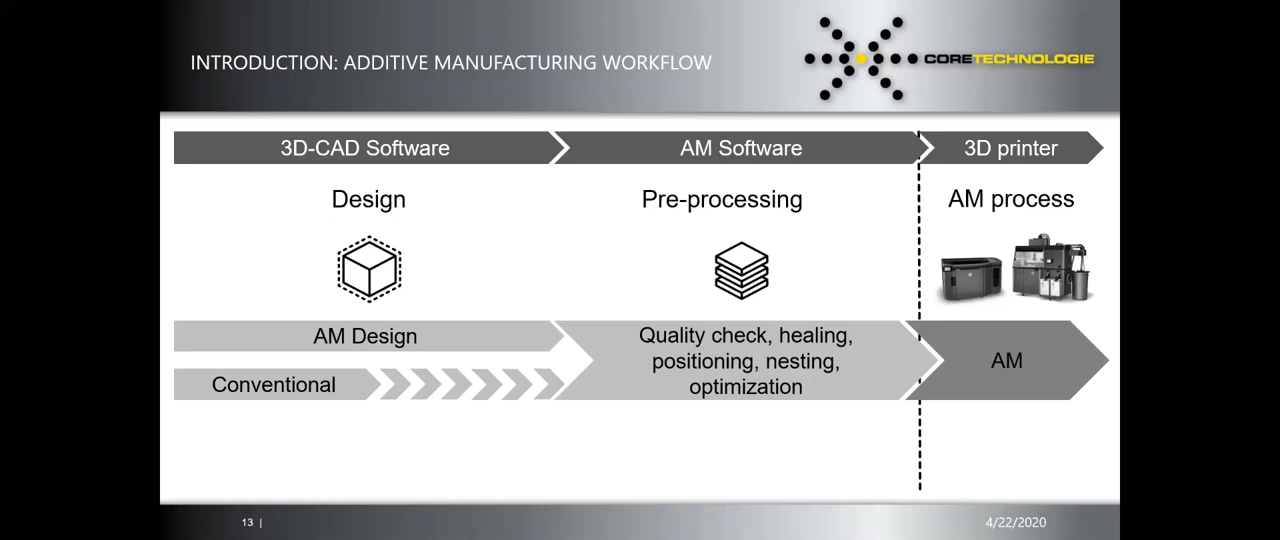 INTRODUCTION: ADDITIVE MANUFACTURING WORKFLOW
CORETECHNOLOGIE
3D-CAD Software
AM Software
3D printer
Design
Pre-processing
AM process
AM Design
Conventional
Quality check, healing,
positioning, nesting,
optimization
AM
13 |
4/22/2020